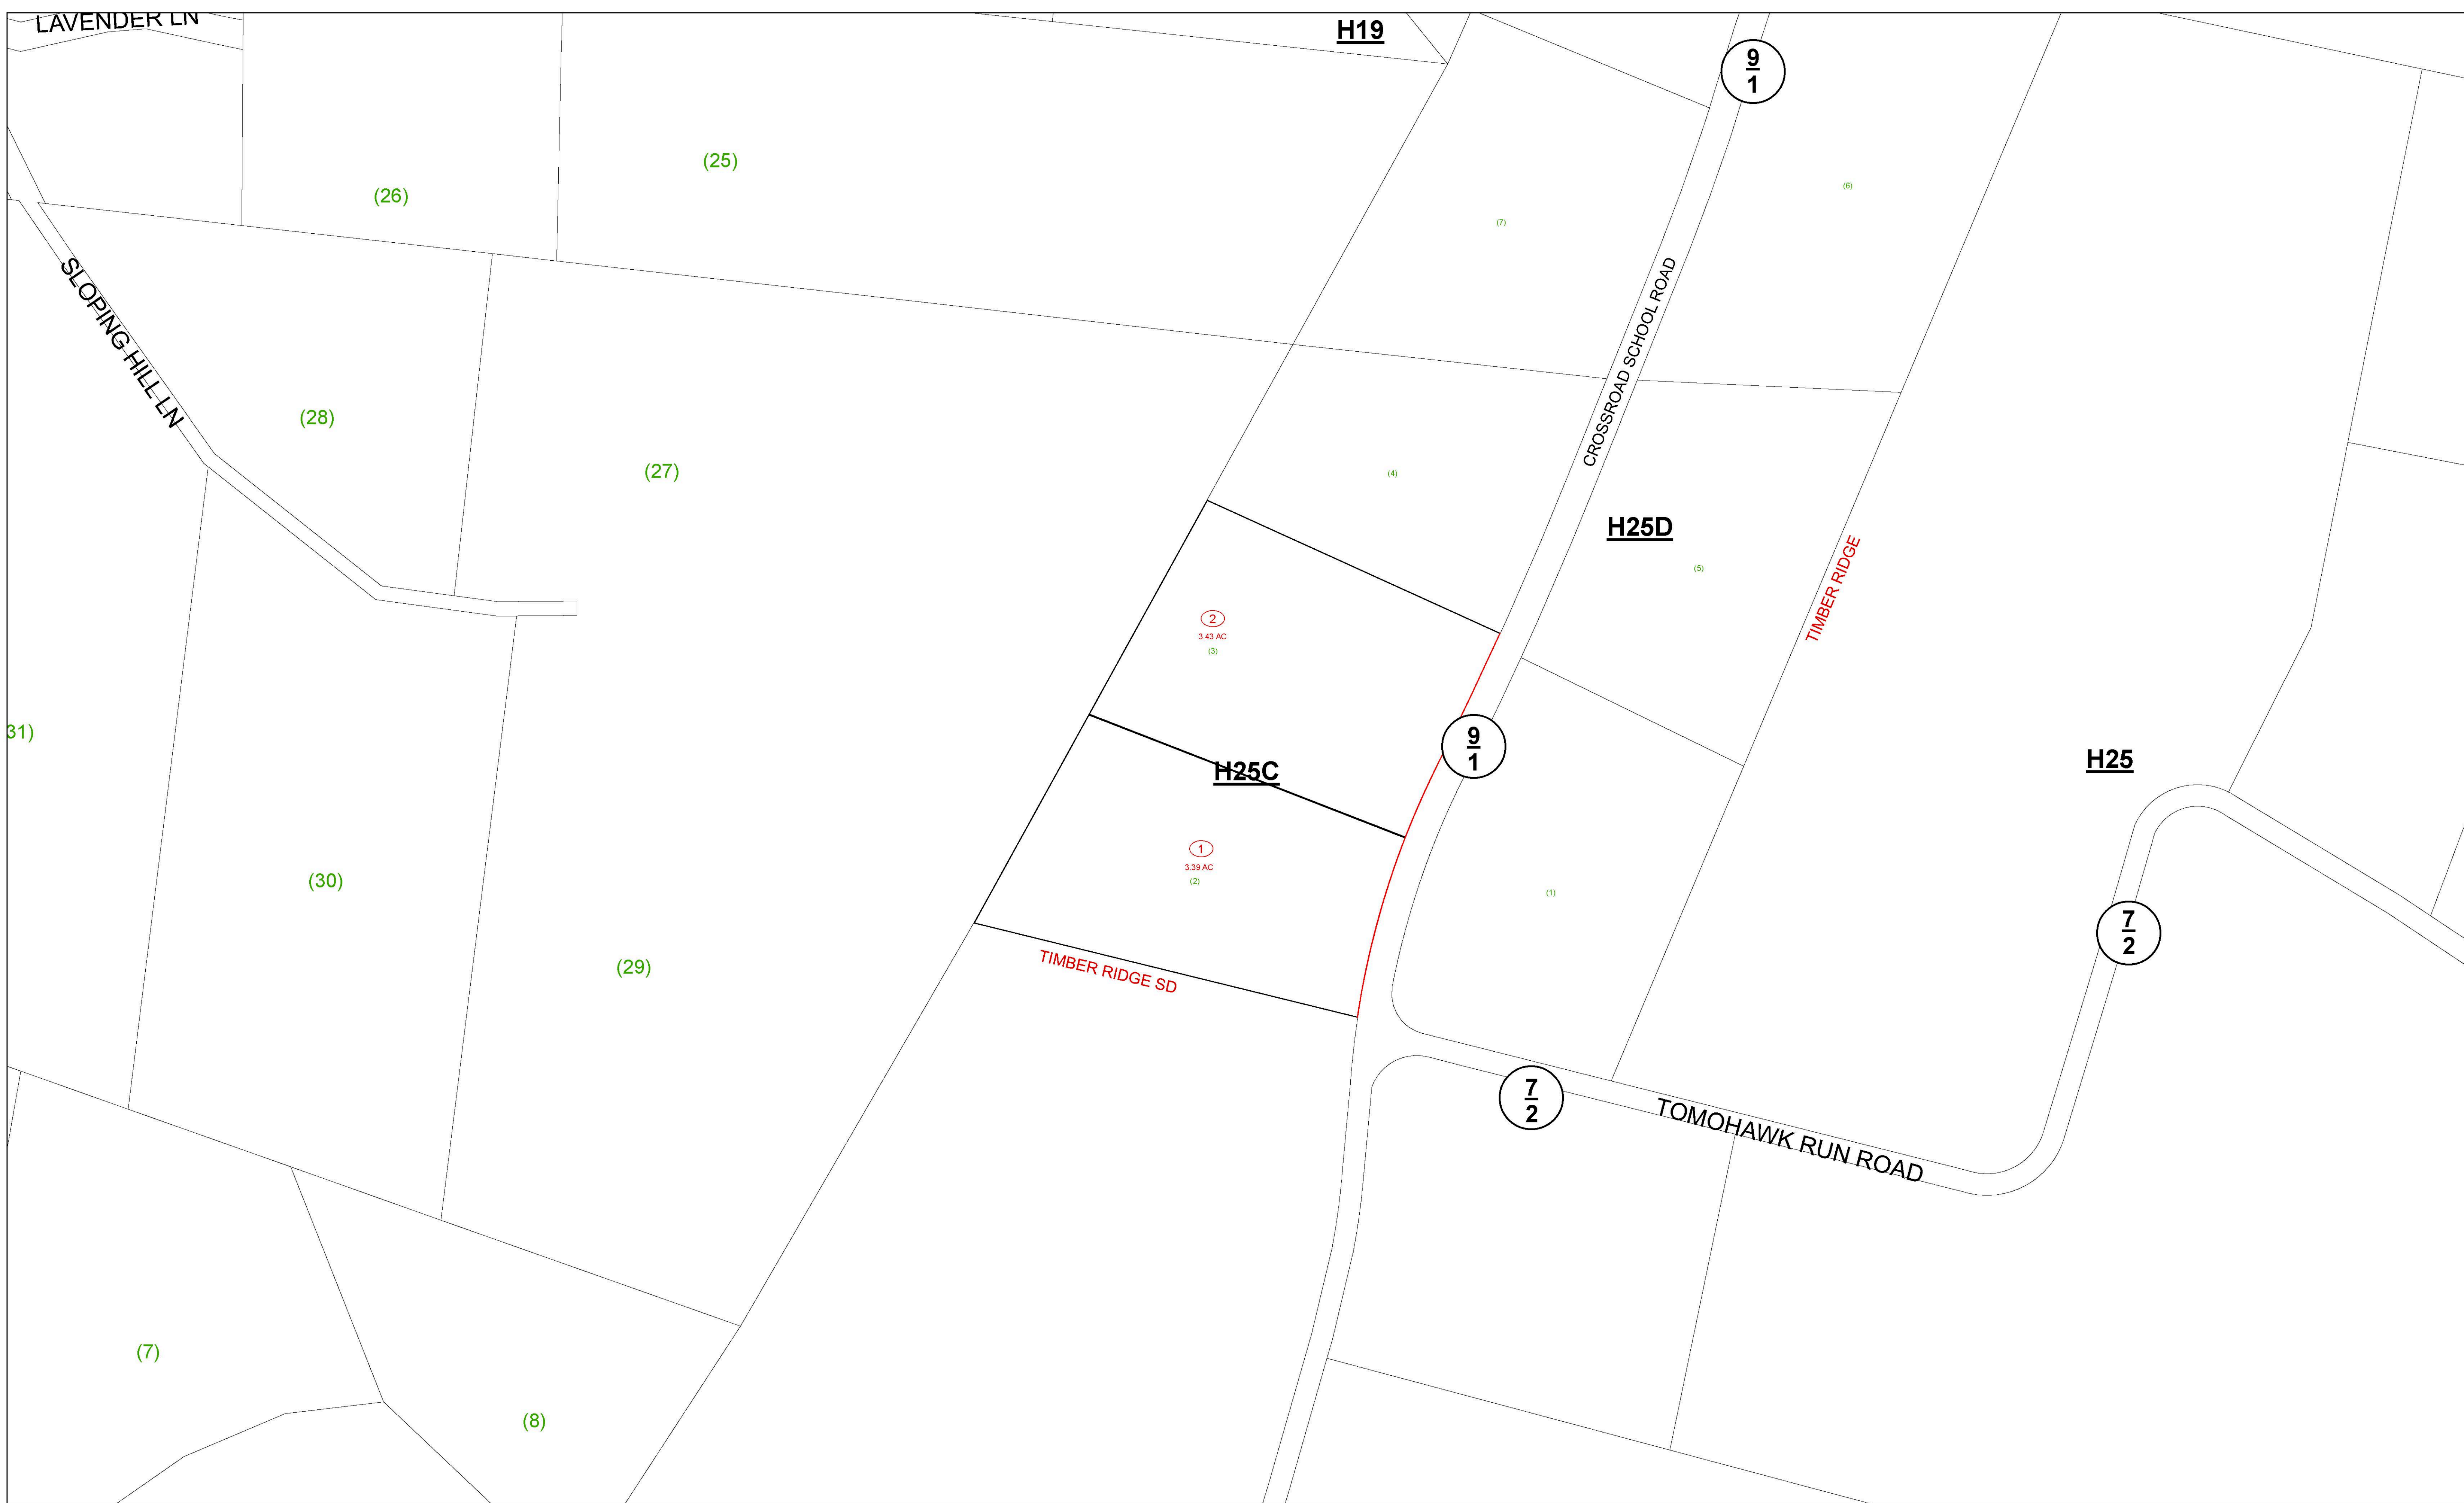 LAVENDER LN
H19
9
1
(25)
(26)
(6)
(7)
SLOPING HILL LN
CROSSROAD SCHOOL ROAD
(28)
(27)
(4)
H25D
(5)
TIMBER RIDGE
2
3.43 AC
(3)
31)
9
1
H25
H25C
1
3.39 AC
(2)
(30)
(1)
7
2
(29)
TIMBER RIDGE SD
7
2
TOMOHAWK RUN ROAD
(7)
(8)